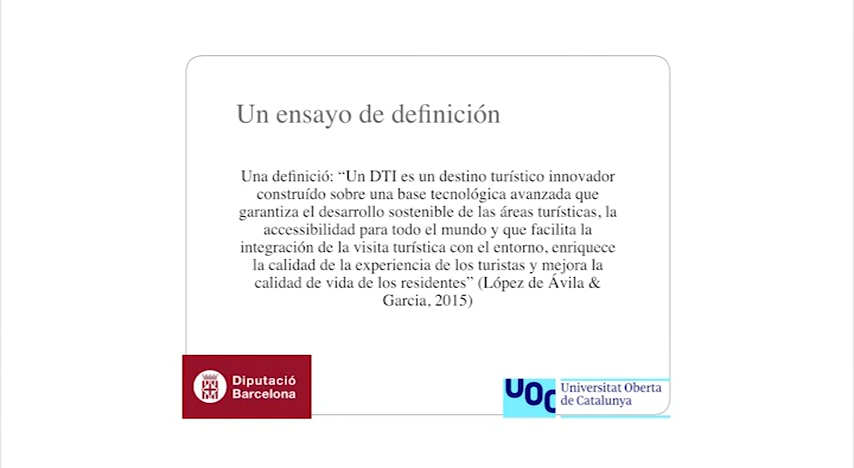 Un ensayo de definición
Una definició: “Un DTI es un destino turístico innovador
construído sobre una base tecnológica avanzada que
garantiza el desarrollo sostenible de las áreas turísticas, la
accessibilidad para todo el mundo y que facilita la
integración de la visita turística con el entorno, enriquece
la calidad de la experiencia de los turistas y mejora la
calidad de vida de los residentes” (López de Ávila &
Garcia, 2015)
Diputació
Barcelona
UOC
Universitat Oberta
de Catalunya